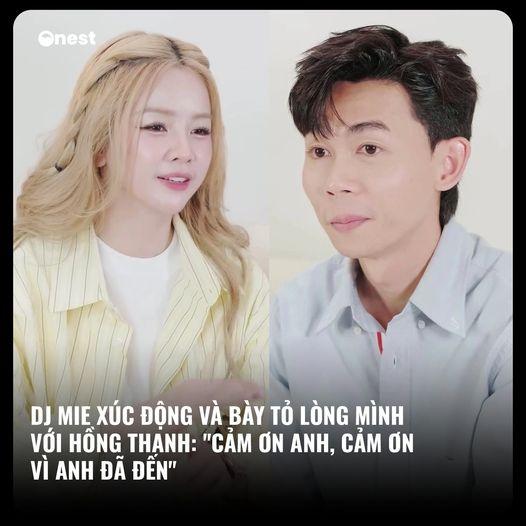 Onest
DJ MIE XÚC ĐỘNG VÀ BÀY TỎ LÒNG MÌNH
VỚI HỒNG THANH: "CẢM ƠN ANH, CẢM ƠN
VÌ ANH ĐÃ ĐẾN"